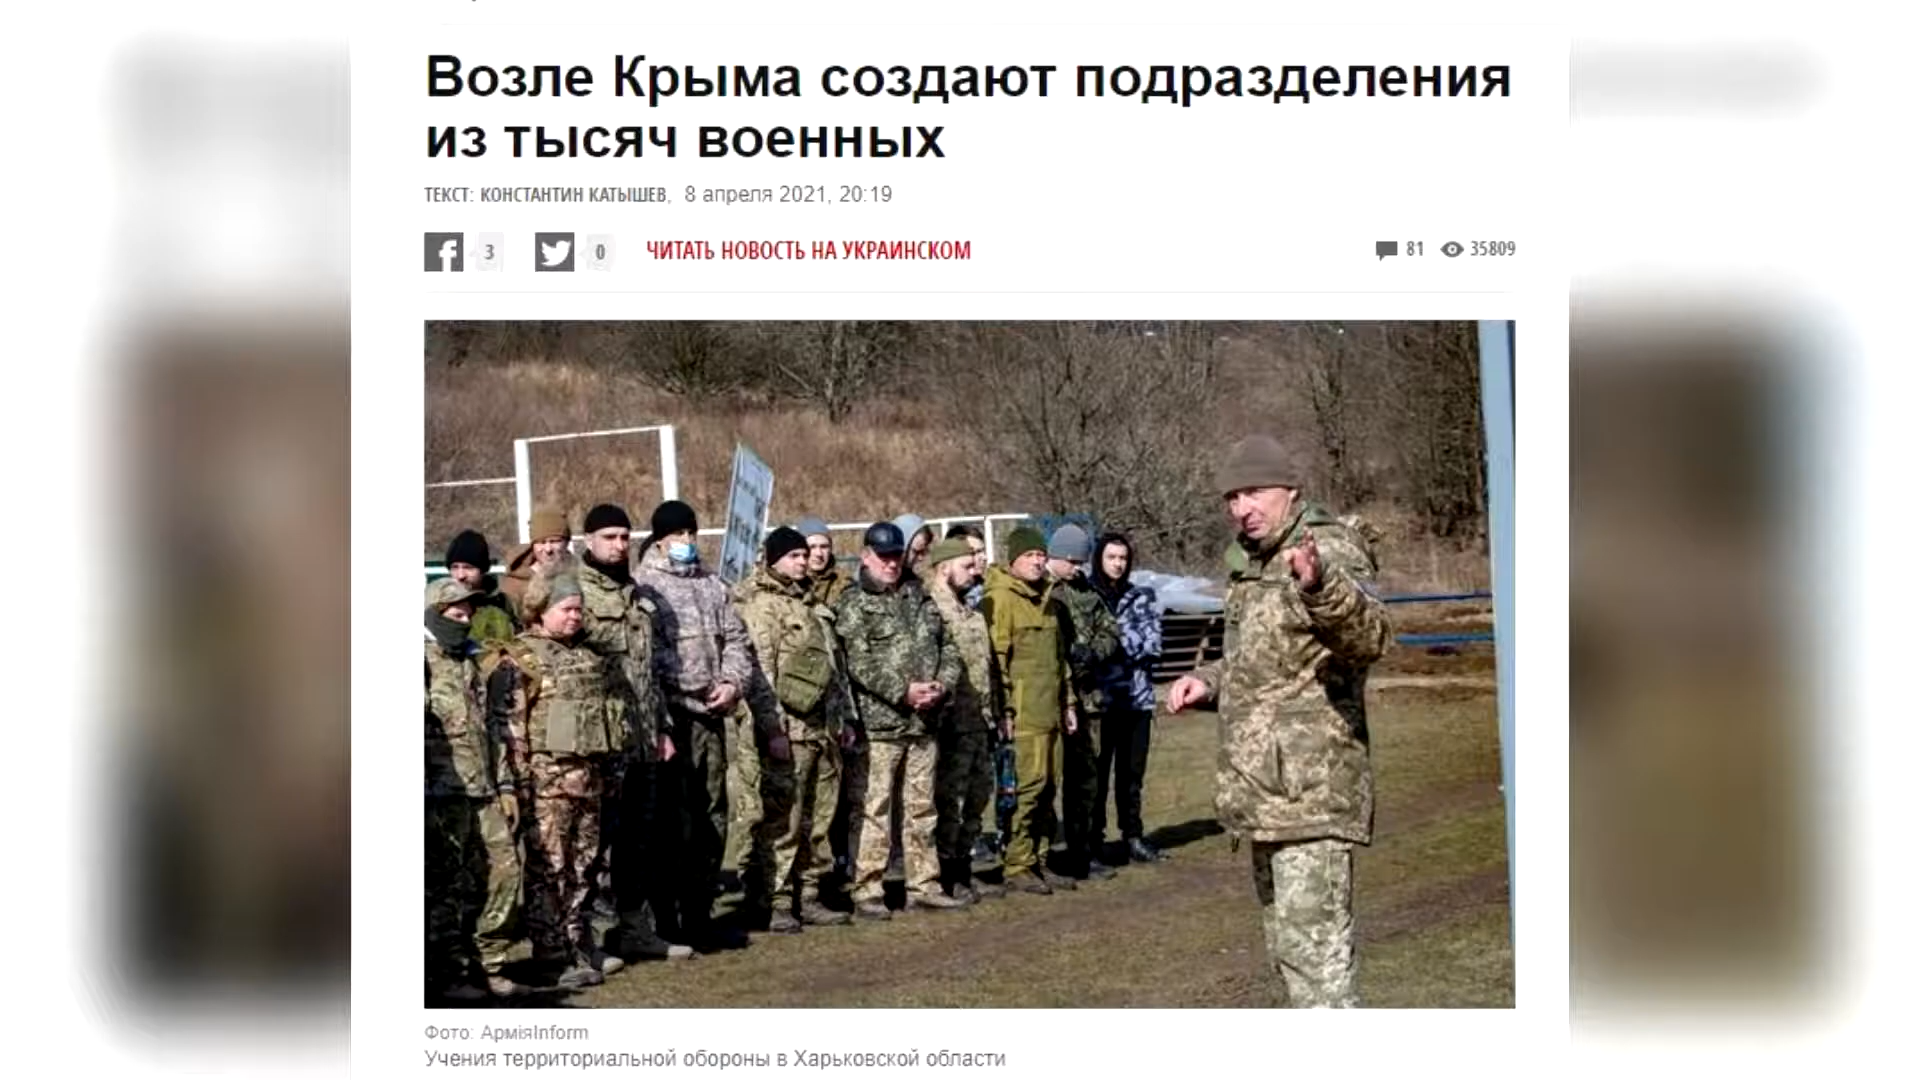 Возле Крыма создают подразделения
из тысяч военных
ТЕКСТ: КОНСТАНТИН КАТЫШЕВ, 8 апреля 2021, 20:19
3 0 ЧИТАТЬ НОВОСТЬ НА УКРАИНСКОМ 81 35809
Фото: АрміяInform
Учения территориальной обороны в Харьковской области